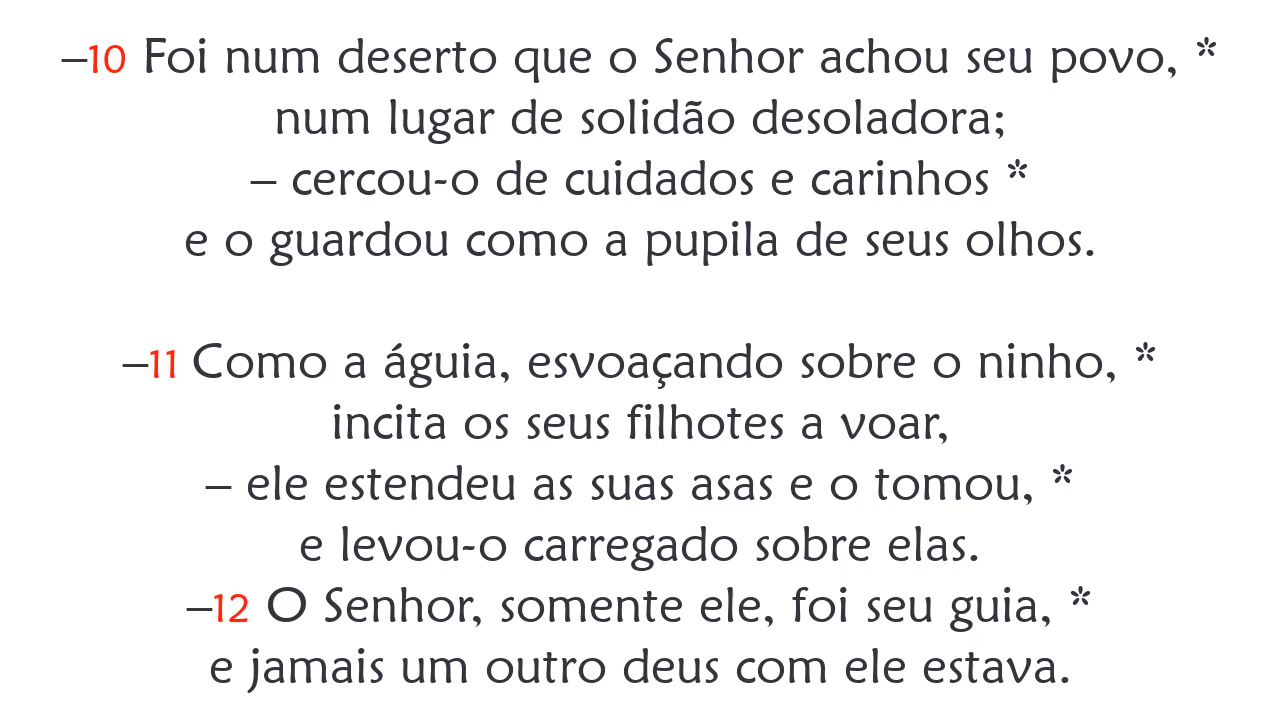 –10 Foi num deserto que o Senhor achou seu povo, *
num lugar de solidão desoladora;
– cercou-o de cuidados e carinhos *
e o guardou como a pupila de seus olhos.
–11 Como a águia, esvoaçando sobre o ninho, *
incita os seus filhotes a voar,
– ele estendeu as suas asas e o tomou, *
e levou-o carregado sobre elas.
–12 O Senhor, somente ele, foi seu guia, *
e jamais um outro deus com ele estava.